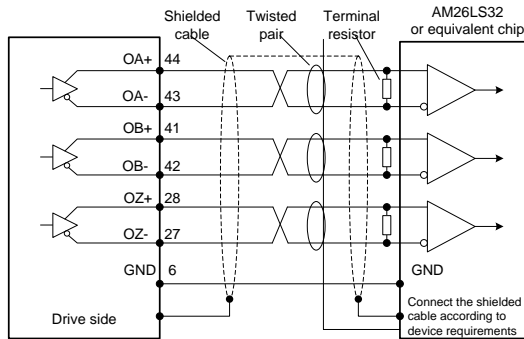 Shielded
cable
Twisted
pair
Terminal
resistor
AM26LS32
or equivalent chip
OA+ 44
OA- 43
OB+ 41
OB- 42
OZ+ 28
OZ- 27
GND 6
GND
Drive side
Connect the shielded
cable according to
device requirements